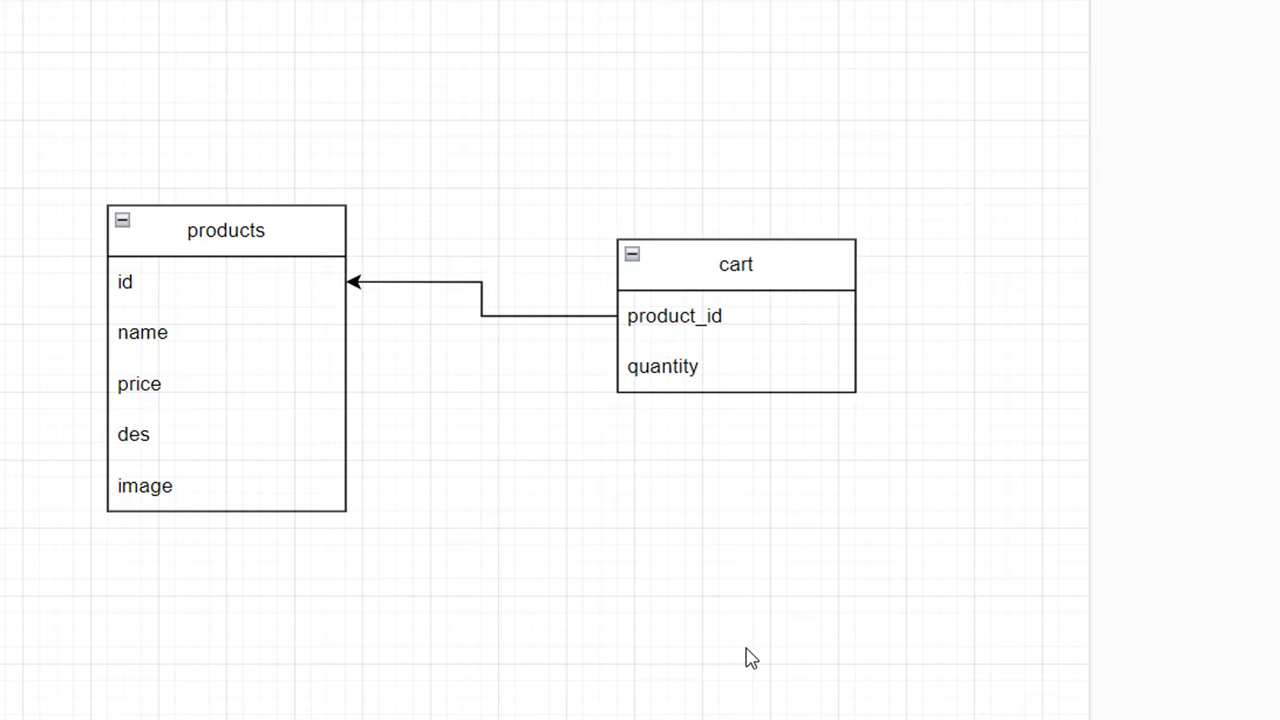 products
id
name
price
des
image
cart
product_id
quantity